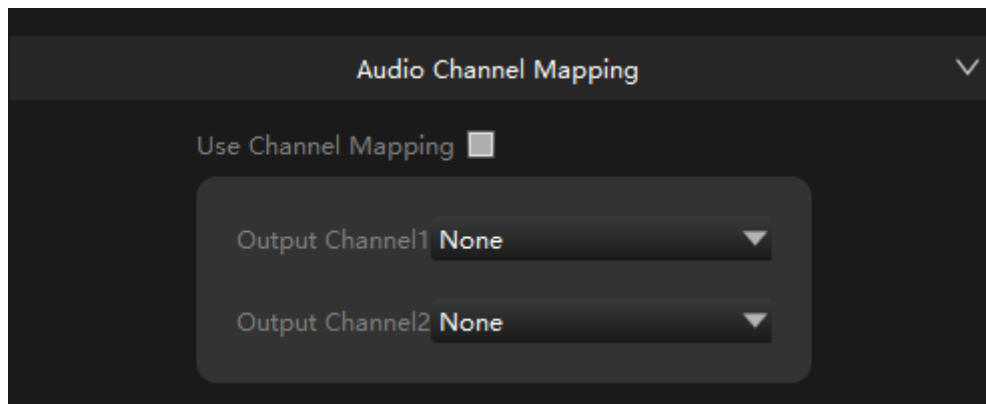 Audio Channel Mapping
Use Channel Mapping
Output Channel1 None
Output Channel2 None